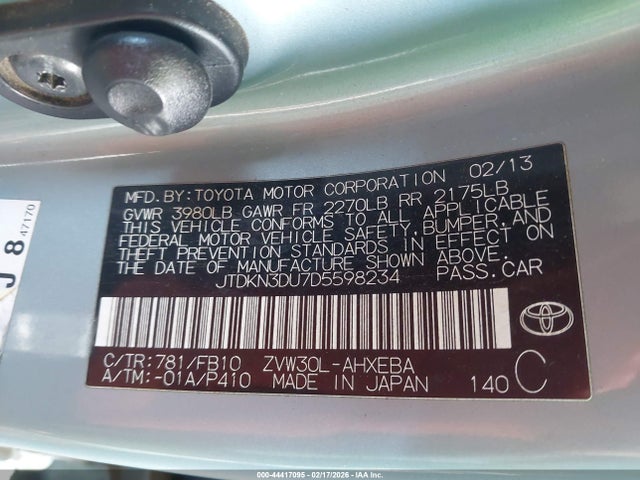 MFD.BY:TOYOTA MOTOR CORPORATION 02/13
GVWR 3980LB GAWR FR 2270LB RR 2175LB
THIS VEHICLE CONFORMS TO ALL APPLICABLE
FEDERAL MOTOR VEHICLE SAFETY,BUMPER,AND
THEFT PREVENTION STANDARDS IN EFFECT ON
THE DATE OF MANUFACTURE SHOWN ABOVE.
JTDKN3DU7D5598234 PASS.CAR
C/TR:781/FB10 ZVW30L-AHXEBA
A/TM:-01A/P410 MADE IN JAPAN 140 C
J 8 47170
000-44417095 - 02/17/2026 - IAA Inc.